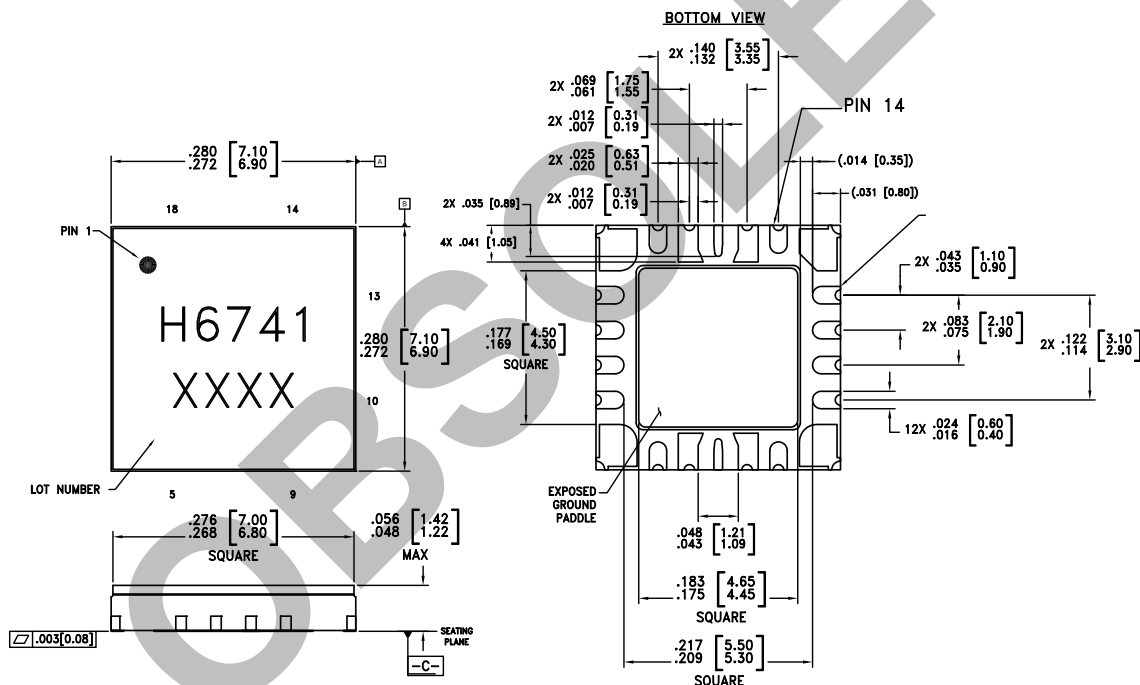 BOTTOM VIEW
2X .140 [3.55]
.132 [3.35]
2X .069 [1.75]
.061 [1.55]
PIN 14
2X .012 [0.31]
.007 [0.19]
.280 [7.10]
.272 [6.90]
A
2X .025 [0.63]
.020 [0.51]
(.014 [0.35])
2X .012 [0.31]
.007 [0.19]
(.031 [0.80])
2X .035 [0.89]
B
18
14
PIN 1
4X .041 [1.05]
2X .043 [1.10]
.035 [0.90]
13
H6741
.280 [7.10]
.272 [6.90]
.177 [4.50]
.169 [4.30]
SQUARE
2X .083 [2.10]
.075 [1.90]
2X .122 [3.10]
.114 [2.90]
XXXX
10
12X .024 [0.60]
.016 [0.40]
LOT NUMBER
5
9
EXPOSED
GROUND
PADDLE
.276 [7.00]
.268 [6.80]
SQUARE
.056 [1.42]
.048 [1.22]
MAX
.048 [1.21]
.043 [1.09]
.183 [4.65]
.175 [4.45]
SQUARE
.003[0.08]
SEATING
PLANE
-C-
.217 [5.50]
.209 [5.30]
SQUARE
OBSOLE